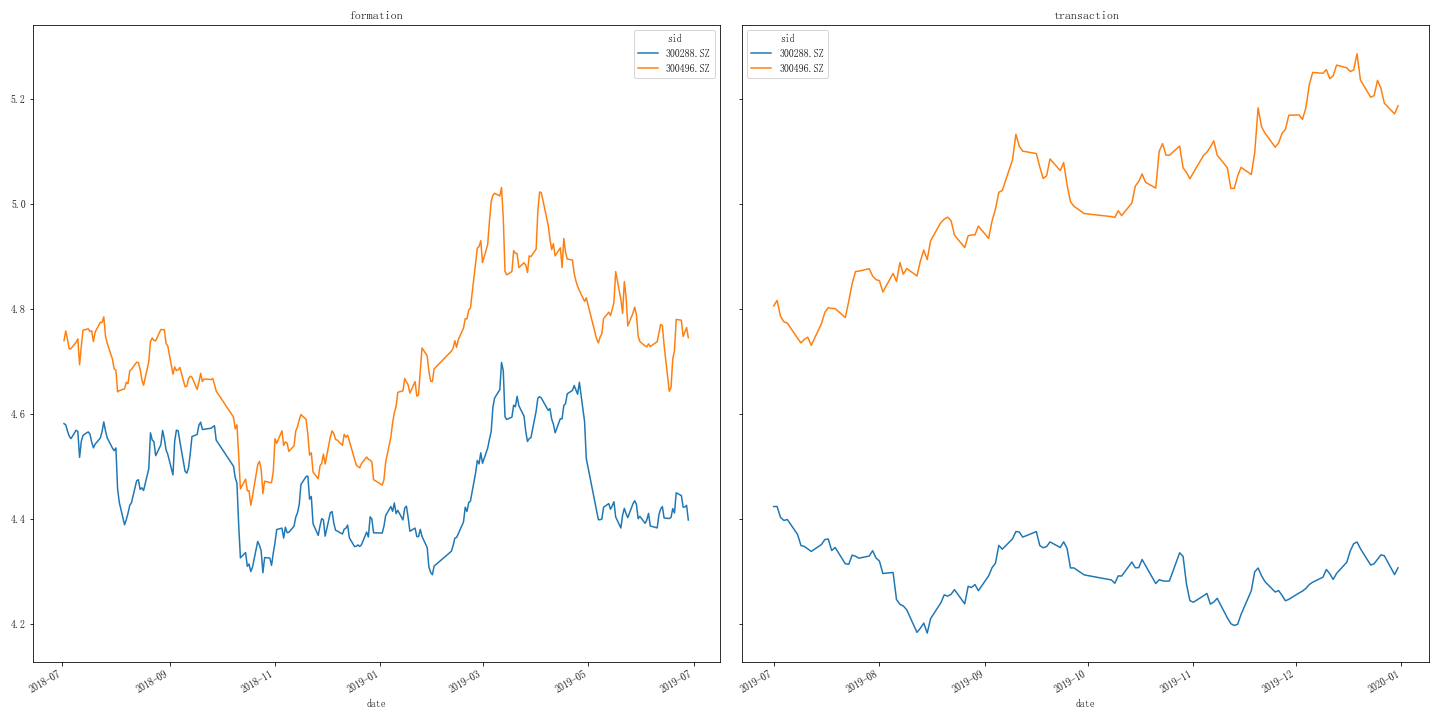 formation
sid
300288.SZ
300496.SZ
5.2
5.0
4.8
4.6
4.4
4.2
2018-07
2018-09
2018-11
2019-01
2019-03
2019-05
2019-07
date
transaction
sid
300288.SZ
300496.SZ
2019-07
2019-08
2019-09
2019-10
2019-11
2019-12
2020-01
date